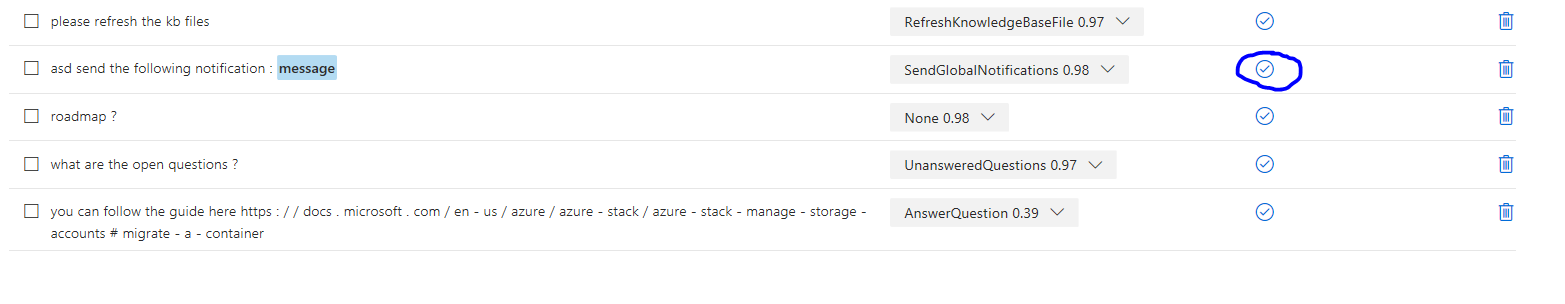 please refresh the kb files RefreshKnowledgeBaseFile 0.97
asd send the following notification : message SendGlobalNotifications 0.98
roadmap ? None 0.98
what are the open questions ? UnansweredQuestions 0.97
you can follow the guide here https : / / docs . microsoft . com / en - us / azure / azure - stack / azure - stack - manage - storage - AnswerQuestion 0.39
accounts # migrate - a - container